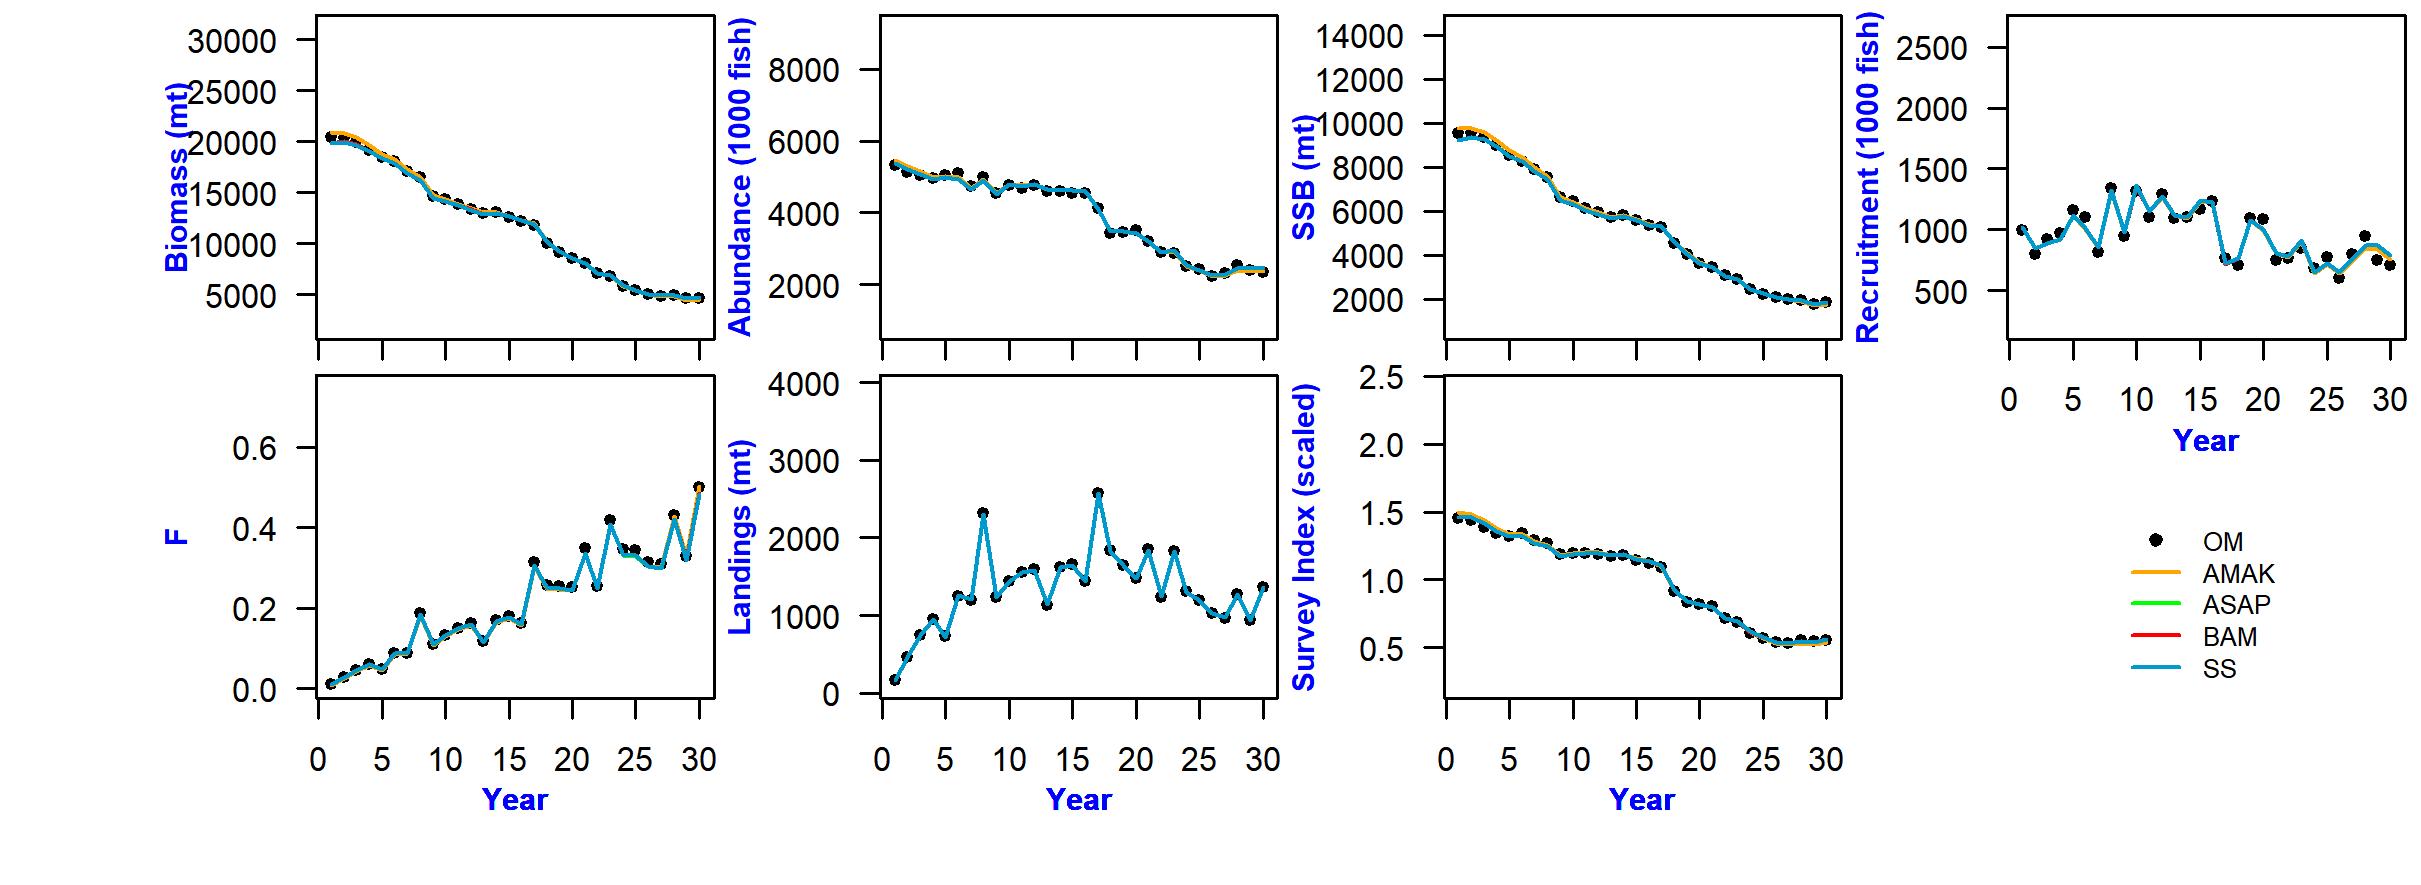 Biomass (mt)
30000
25000
20000
15000
10000
5000
Abundance (1000 fish)
8000
6000
4000
2000
SSB (mt)
14000
12000
10000
8000
6000
4000
2000
Recruitment (1000 fish)
2500
2000
1500
1000
500
0 5 10 15 20 25 30
Year
F
0.6
0.4
0.2
0.0
0 5 10 15 20 25 30
Year
Landings (mt)
4000
3000
2000
1000
0
0 5 10 15 20 25 30
Year
Survey Index (scaled)
2.5
2.0
1.5
1.0
0.5
0 5 10 15 20 25 30
Year
OM
AMAK
ASAP
BAM
SS